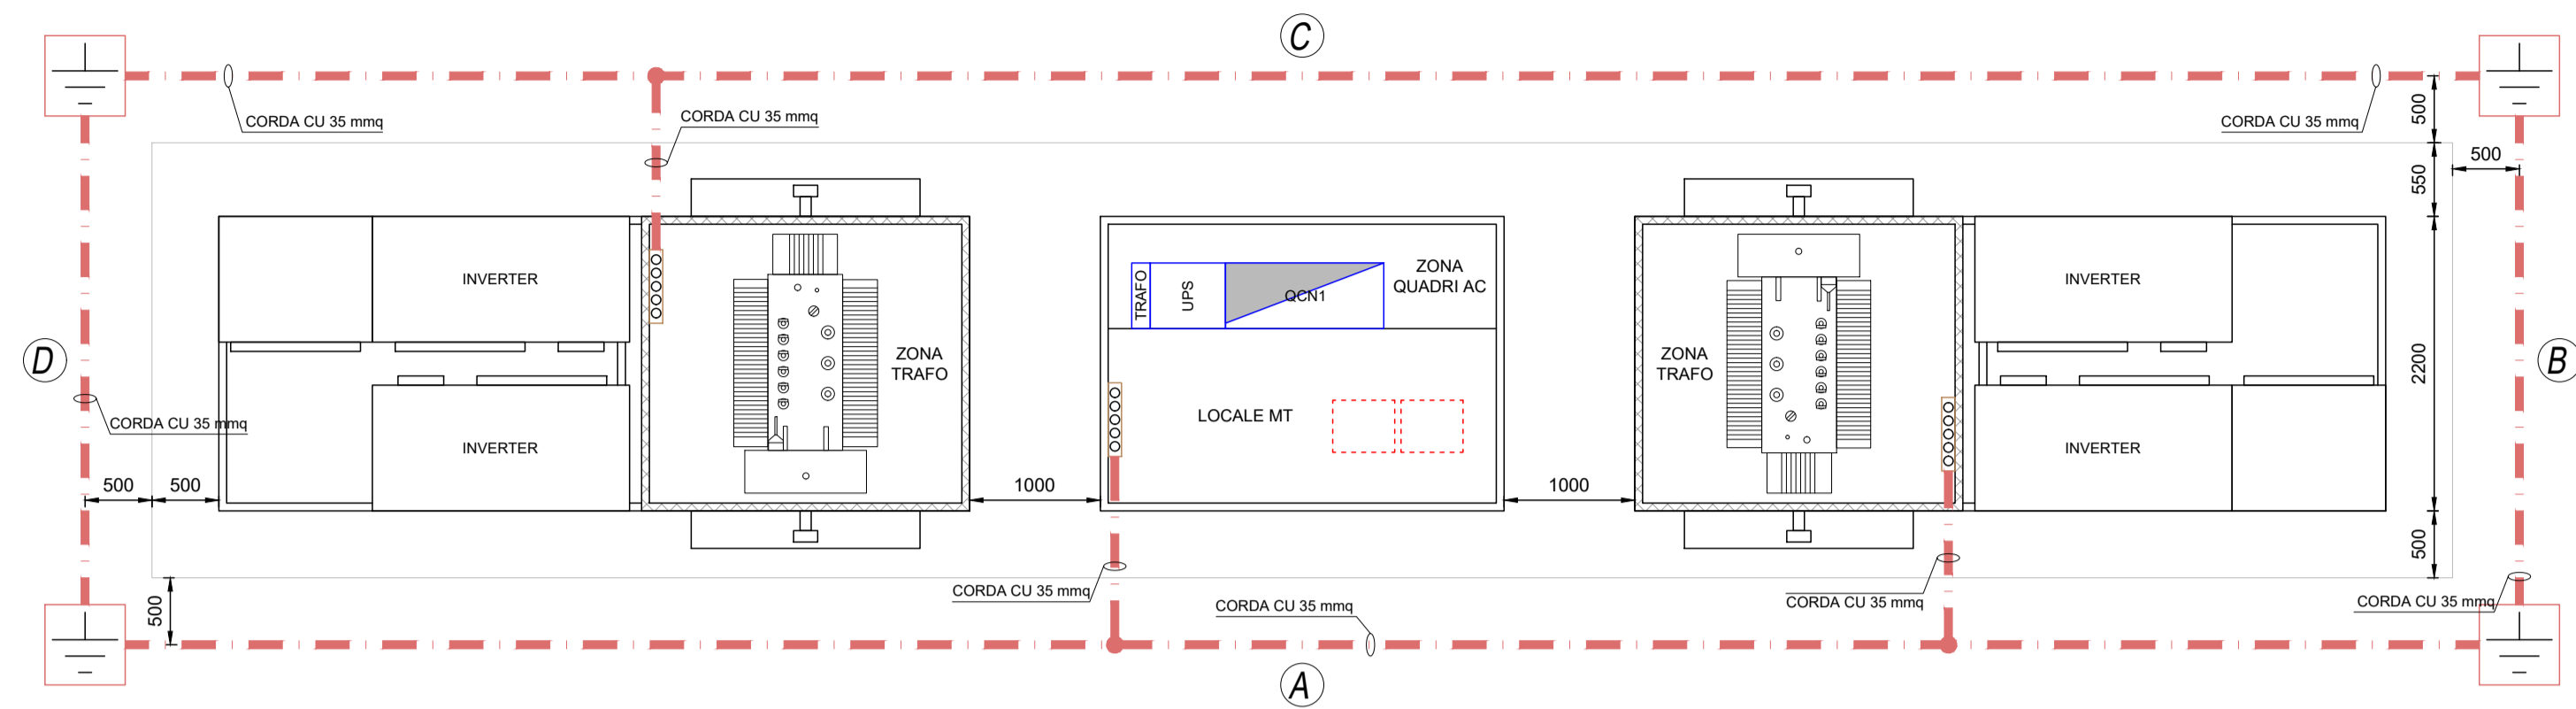 C
CORDA CU 35 mmq
CORDA CU 35 mmq
CORDA CU 35 mmq
500
550
500
INVERTER
TRAFO
UPS
QCN1
ZONA
QUADRI AC
INVERTER
D
ZONA
TRAFO
ZONA
TRAFO
2200
B
CORDA CU 35 mmq
LOCALE MT
INVERTER
INVERTER
500
500
1000
1000
500
500
CORDA CU 35 mmq
CORDA CU 35 mmq
CORDA CU 35 mmq
CORDA CU 35 mmq
A